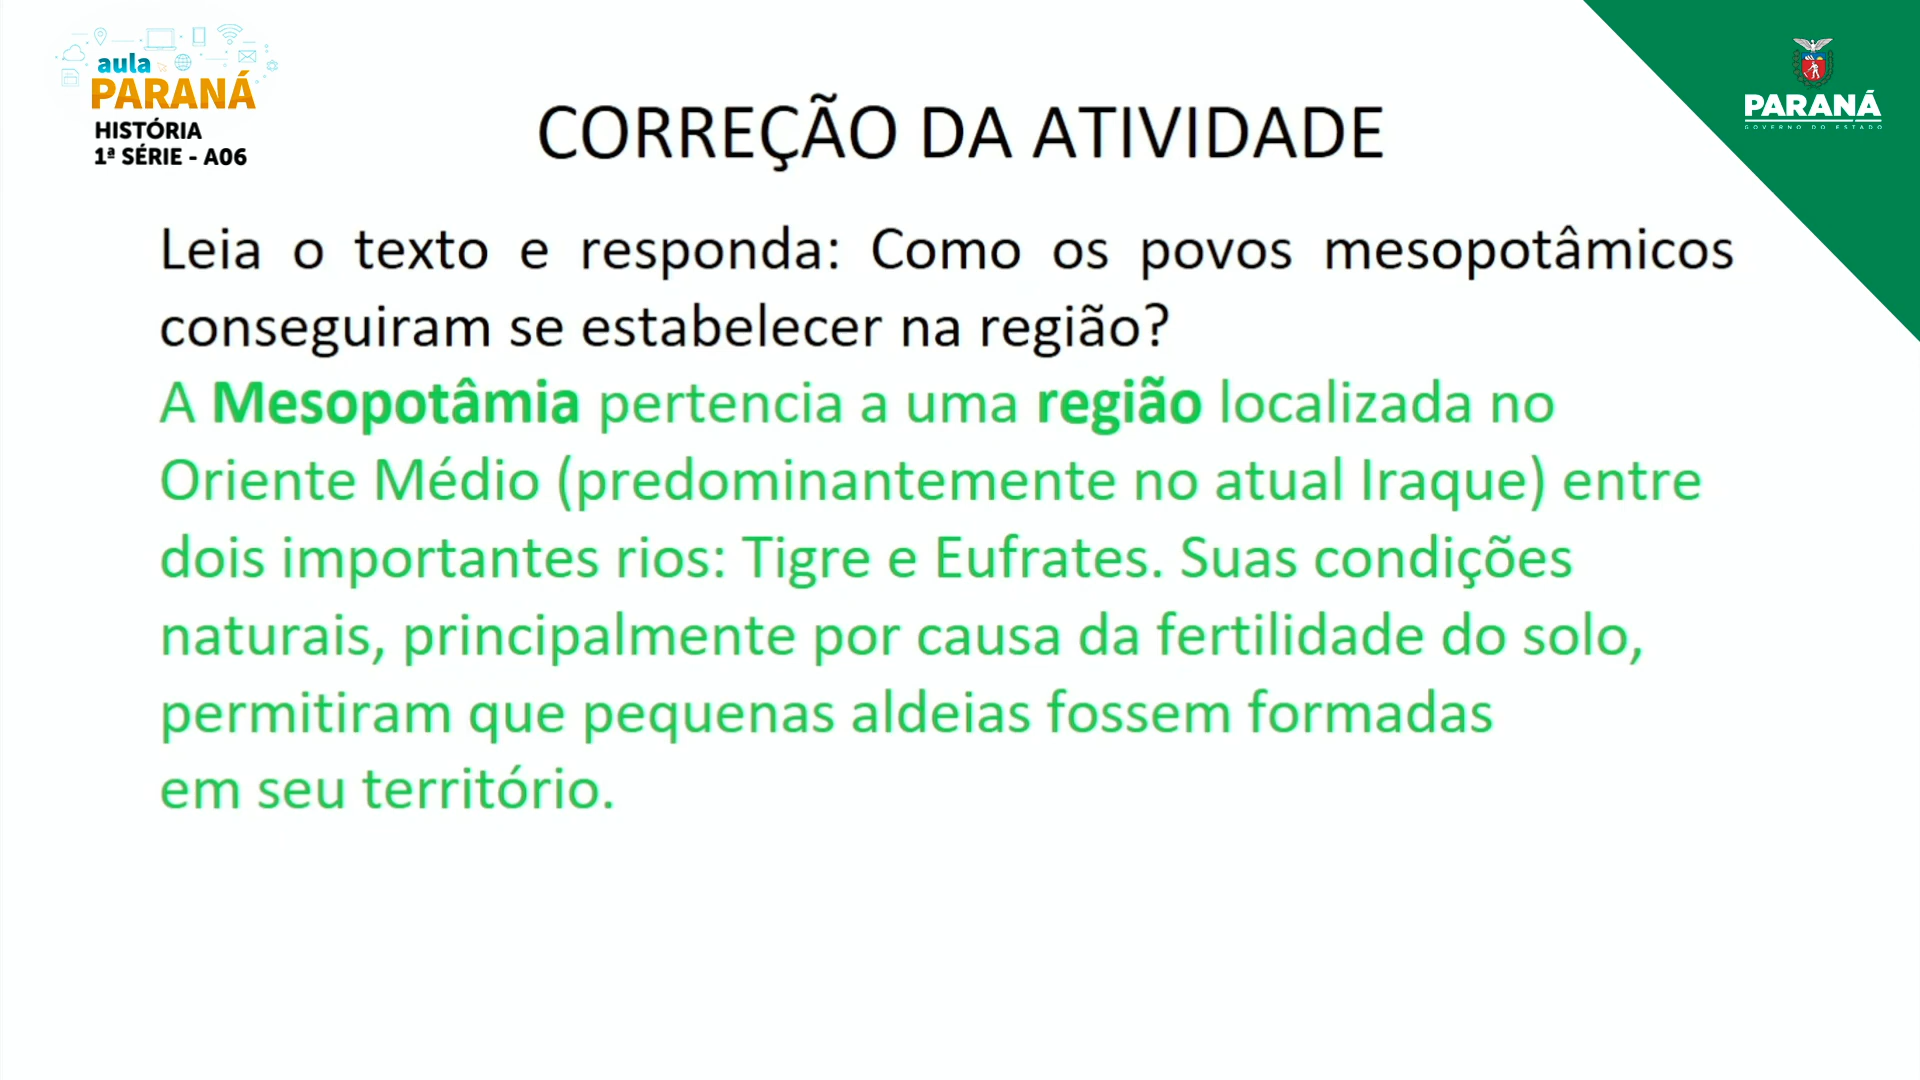 aula
PARANÁ
HISTÓRIA
1ª SÉRIE - A06
PARANÁ
GOVERNO DO ESTADO
CORREÇÃO DA ATIVIDADE
Leia o texto e responda: Como os povos mesopotâmicos
conseguiram se estabelecer na região?
A Mesopotâmia pertencia a uma região localizada no
Oriente Médio (predominantemente no atual Iraque) entre
dois importantes rios: Tigre e Eufrates. Suas condições
naturais, principalmente por causa da fertilidade do solo,
permitiram que pequenas aldeias fossem formadas
em seu território.